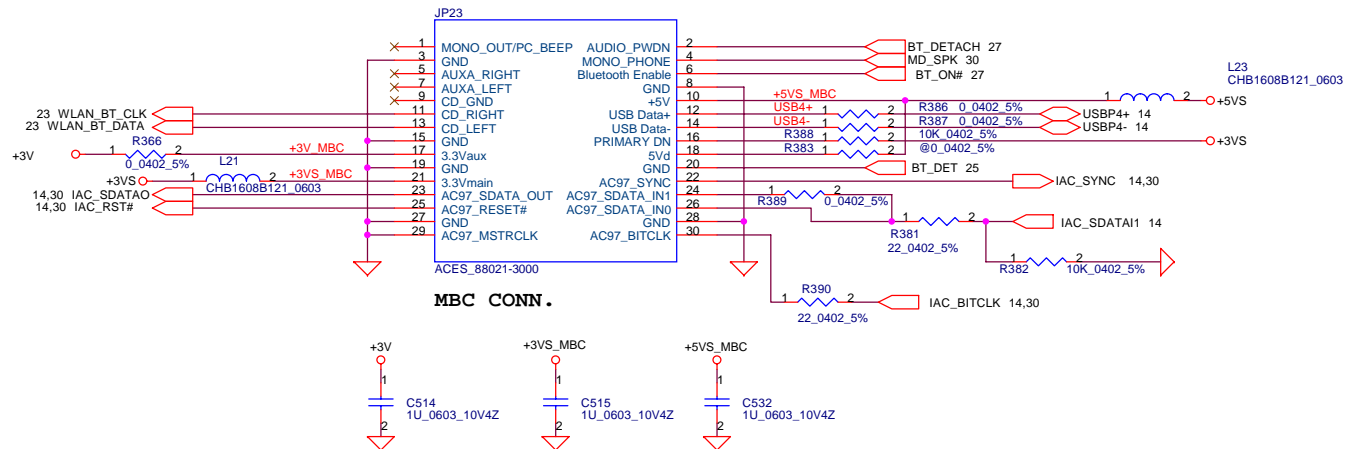 JP23
1 MONO_OUT/PC_BEEP AUDIO_PWDN 2 BT_DETACH 27
3 GND MONO_PHONE 4 MD_SPK 30
5 AUXA_RIGHT Bluetooth Enable 6 BT_ON# 27
7 AUXA_LEFT GND 8
L23
CHB1608B121_0603
9 CD_GND +5V 10 +5VS_MBC 1 2 +5VS
23 WLAN_BT_CLK 11 CD_RIGHT USB Data+ 12 USB4+ 1 2 R386 0_0402_5% USBP4+ 14
23 WLAN_BT_DATA 13 CD_LEFT USB Data- 14 USB4- 1 2 R387 0_0402_5% USBP4- 14
15 GND PRIMARY DN 16 R388 1 2 10K_0402_5% +3VS
+3V R366 1 2 0_0402_5% +3V_MBC 17 3.3Vaux 5Vd 18 R383 1 2 @0_0402_5%
19 GND GND 20 BT_DET 25
+3VS L21 1 2 CHB1608B121_0603 +3VS_MBC 21 3.3Vmain AC97_SYNC 22 IAC_SYNC 14,30
14,30 IAC_SDATAO 23 AC97_SDATA_OUT AC97_SDATA_IN1 24 1 2 R389 0_0402_5%
14,30 IAC_RST# 25 AC97_RESET# AC97_SDATA_IN0 26
27 GND GND 28 1 2 R381 22_0402_5% IAC_SDATAI1 14
29 AC97_MSTRCLK AC97_BITCLK 30
1 2 R382 10K_0402_5%
ACES_88021-3000
MBC CONN.
R390 1 2 22_0402_5% IAC_BITCLK 14,30
+3V +3VS_MBC +5VS_MBC
1 1 1
C514 C515 C532
1U_0603_10V4Z 1U_0603_10V4Z 1U_0603_10V4Z
2 2 2